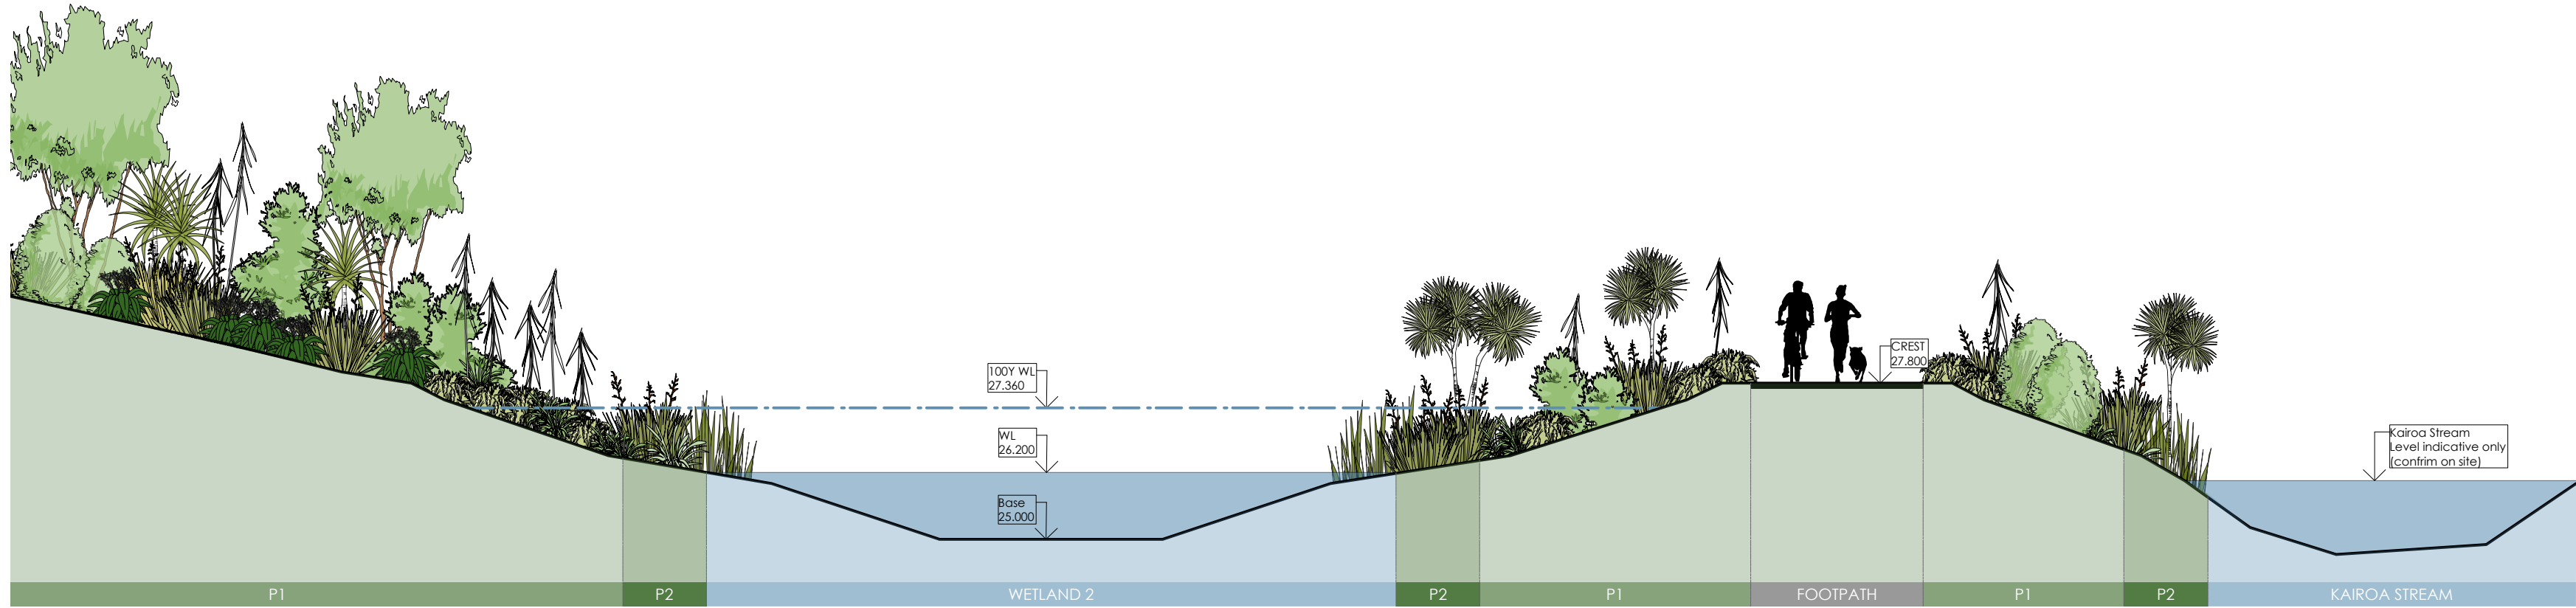 100Y WL
27.360
WL
26.200
Base
25.000
CREST
27.800
Kairoa Stream
Level indicative only
(confrim on site)
P1
P2
WETLAND 2
P2
P1
FOOTPATH
P1
P2
KAIROA STREAM